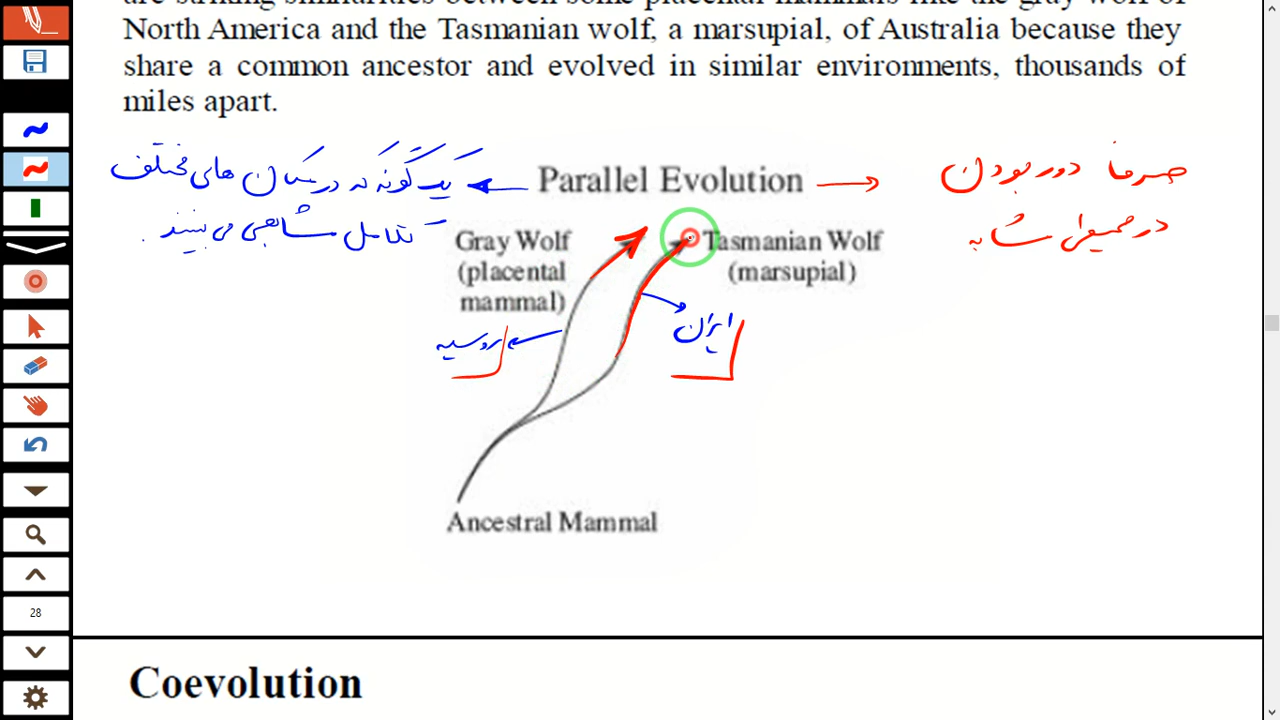 are striking similarities between some placental mammals like the gray wolf of
North America and the Tasmanian wolf, a marsupial, of Australia because they
share a common ancestor and evolved in similar environments, thousands of
miles apart.
Parallel Evolution
یک گونه که در مکان های مختلف
تکامل مشابهی می بینند.
صرفا دور بودن
در محیطی مشابه
Gray Wolf
(placental
mammal)
Tasmanian Wolf
(marsupial)
روسیه
ایران
Ancestral Mammal
28
Coevolution